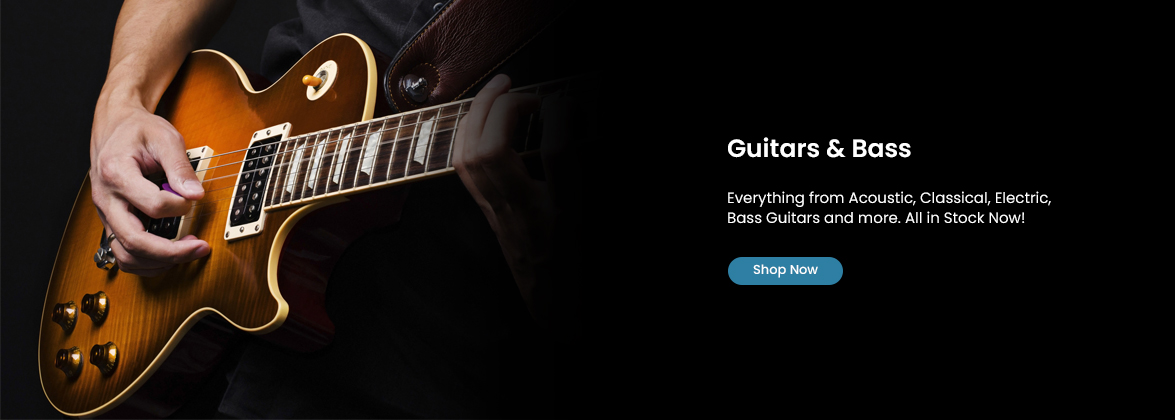 Guitars & Bass
Everything from Acoustic, Classical, Electric,
Bass Guitars and more. All in Stock Now!
Shop Now